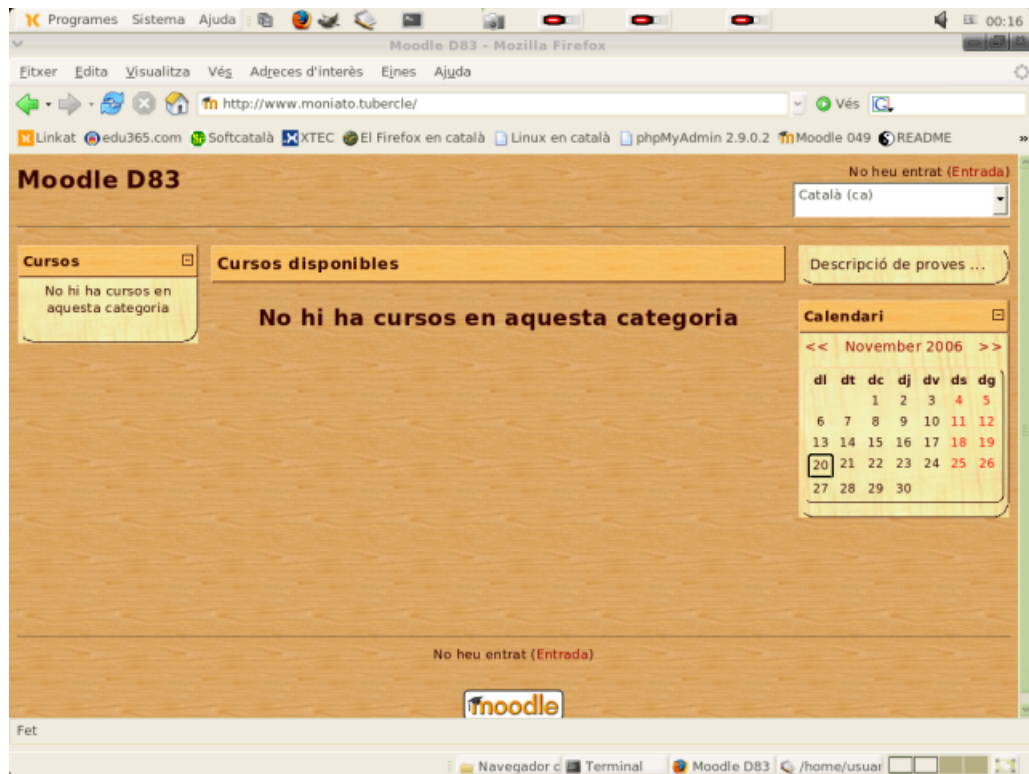 Programes Sistema Ajuda 00:16
Moodle D83 - Mozilla Firefox
Fitxer Edita Visualitza Vés Adreces d'interès Eines Ajuda
http://www.moniato.tubercle/ Vés
Linkat edu365.com Softcatalà XTEC El Firefox en català Linux en català phpMyAdmin 2.9.0.2 Moodle 049 README »
Moodle D83
No heu entrat (Entrada)
Català (ca)
Cursos
No hi ha cursos en
aquesta categoria
Cursos disponibles
No hi ha cursos en aquesta categoria
Descripció de proves ...
Calendari
<< November 2006 >>
dl dt dc dj dv ds dg
1 2 3 4 5
6 7 8 9 10 11 12
13 14 15 16 17 18 19
20 21 22 23 24 25 26
27 28 29 30
No heu entrat (Entrada)
moodle
Fet
Navegador c Terminal Moodle D83 /home/usuar